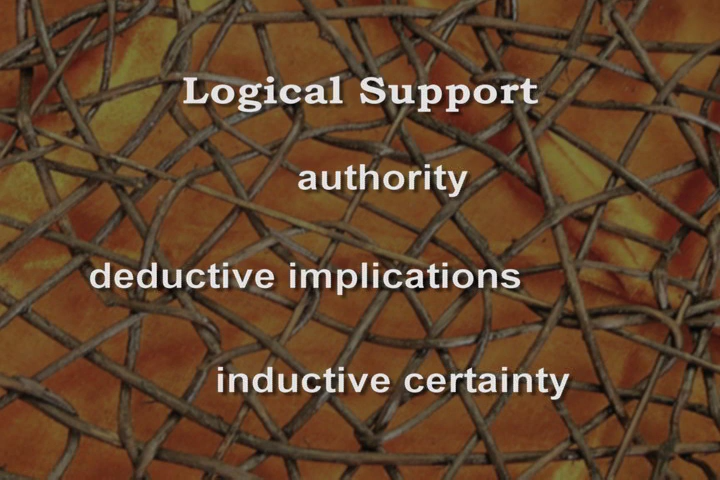 Logical Support
authority
deductive implications
inductive certainty